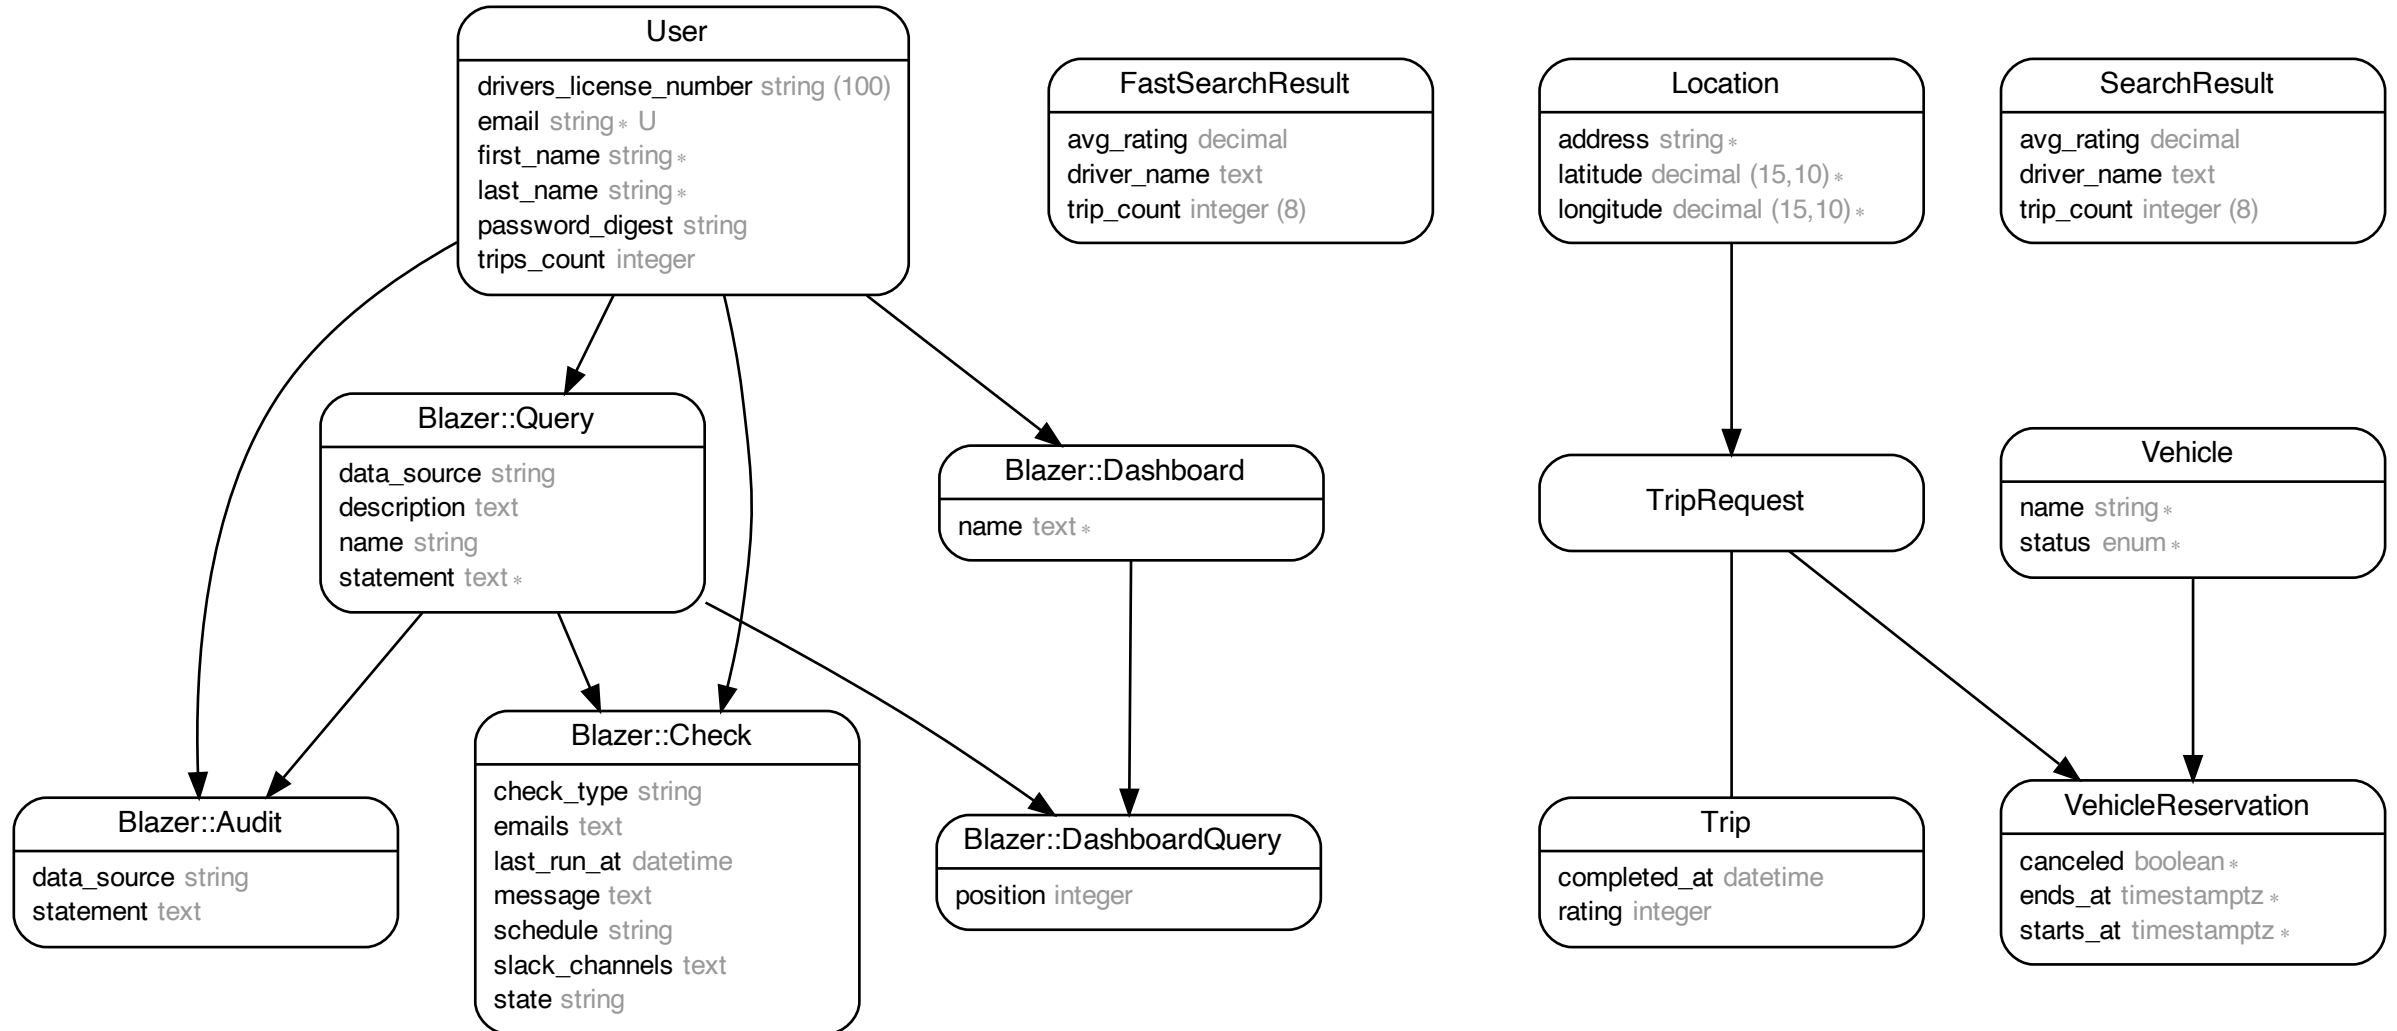 User
drivers_license_number string (100)
email string∗ U
first_name string∗
last_name string∗
password_digest string
trips_count integer
FastSearchResult
avg_rating decimal
driver_name text
trip_count integer (8)
Location
address string∗
latitude decimal (15,10)∗
longitude decimal (15,10)∗
SearchResult
avg_rating decimal
driver_name text
trip_count integer (8)
Blazer::Query
data_source string
description text
name string
statement text∗
Blazer::Dashboard
name text∗
TripRequest
Vehicle
name string∗
status enum∗
Blazer::Audit
data_source string
statement text
Blazer::Check
check_type string
emails text
last_run_at datetime
message text
schedule string
slack_channels text
state string
Blazer::DashboardQuery
position integer
Trip
completed_at datetime
rating integer
VehicleReservation
canceled boolean∗
ends_at timestamptz∗
starts_at timestamptz∗